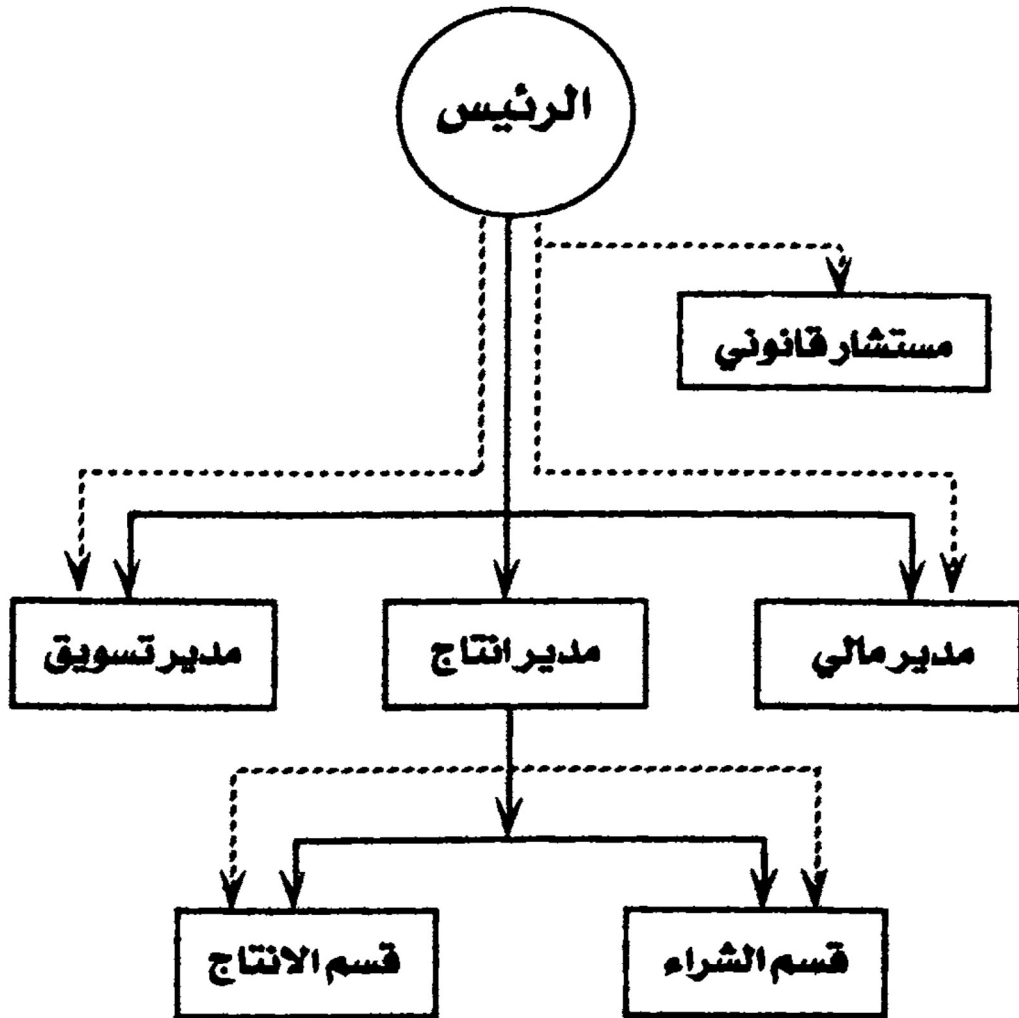 الرئيس
مستشار قانوني
مدير مالي
مدير انتاج
مدير تسويق
قسم الشراء
قسم الانتاج